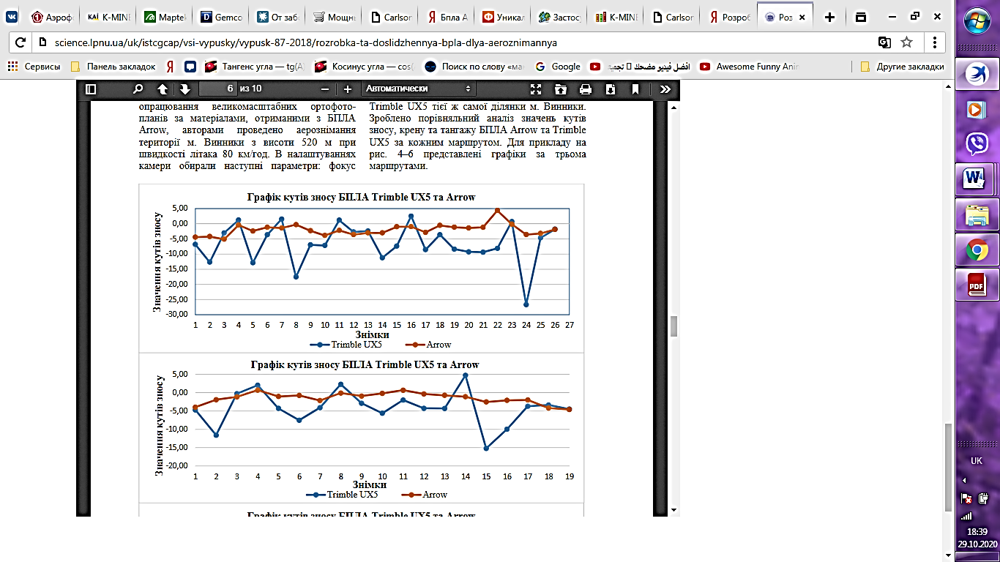 Аэроф
K-MINE
Maptek
Gemco
От забо
Мощны
Carlson
Бпла А
Уникал
Застос
K-MINE
Carlson
Розроб
Роз
science.lpnu.ua/uk/istcgcap/vsi-vypusky/vypusk-87-2018/rozrobka-ta-doslidzhennya-bpla-dlya-aeroznimannya
Сервисы
Панель закладок
Тангенс угла — tg(A)
Косинус угла — cos(
Поиск по слову «ма
Google
افضل فيديو مضحك
Awesome Funny Anim
Другие закладки
6 из 10
Автоматически
опрацювання великомасштабних ортофото-
планів за матеріалами, отриманими з БПЛА
Arrow, авторами проведено аерознімання
території м. Винники з висоти 520 м при
швидкості літака 80 км/год. В налаштуваннях
камери обирали наступні параметри: фокус
Trimble UX5 тієї ж самої ділянки м. Винники.
Зроблено порівняльний аналіз значень кутів
зносу, крену та тангажу БПЛА Arrow та Trimble
UX5 за кожним маршрутом. Для прикладу на
рис. 4–6 представлені графіки за трьома
маршрутами.
Графік кутів зносу БПЛА Trimble UX5 та Arrow
Значення кутів зносу
5,00
0,00
-5,00
-10,00
-15,00
-20,00
-25,00
-30,00
1 2 3 4 5 6 7 8 9 10 11 12 13 14 15 16 17 18 19 20 21 22 23 24 25 26 27
Знімки
Trimble UX5 Arrow
Графік кутів зносу БПЛА Trimble UX5 та Arrow
Значення кутів зносу
5,00
0,00
-5,00
-10,00
-15,00
-20,00
1 2 3 4 5 6 7 8 9 10 11 12 13 14 15 16 17 18 19
Знімки
Trimble UX5 Arrow
Графік кутів зносу БПЛА Trimble UX5 та Arrow
PDF
UK
18:39
29.10.2020